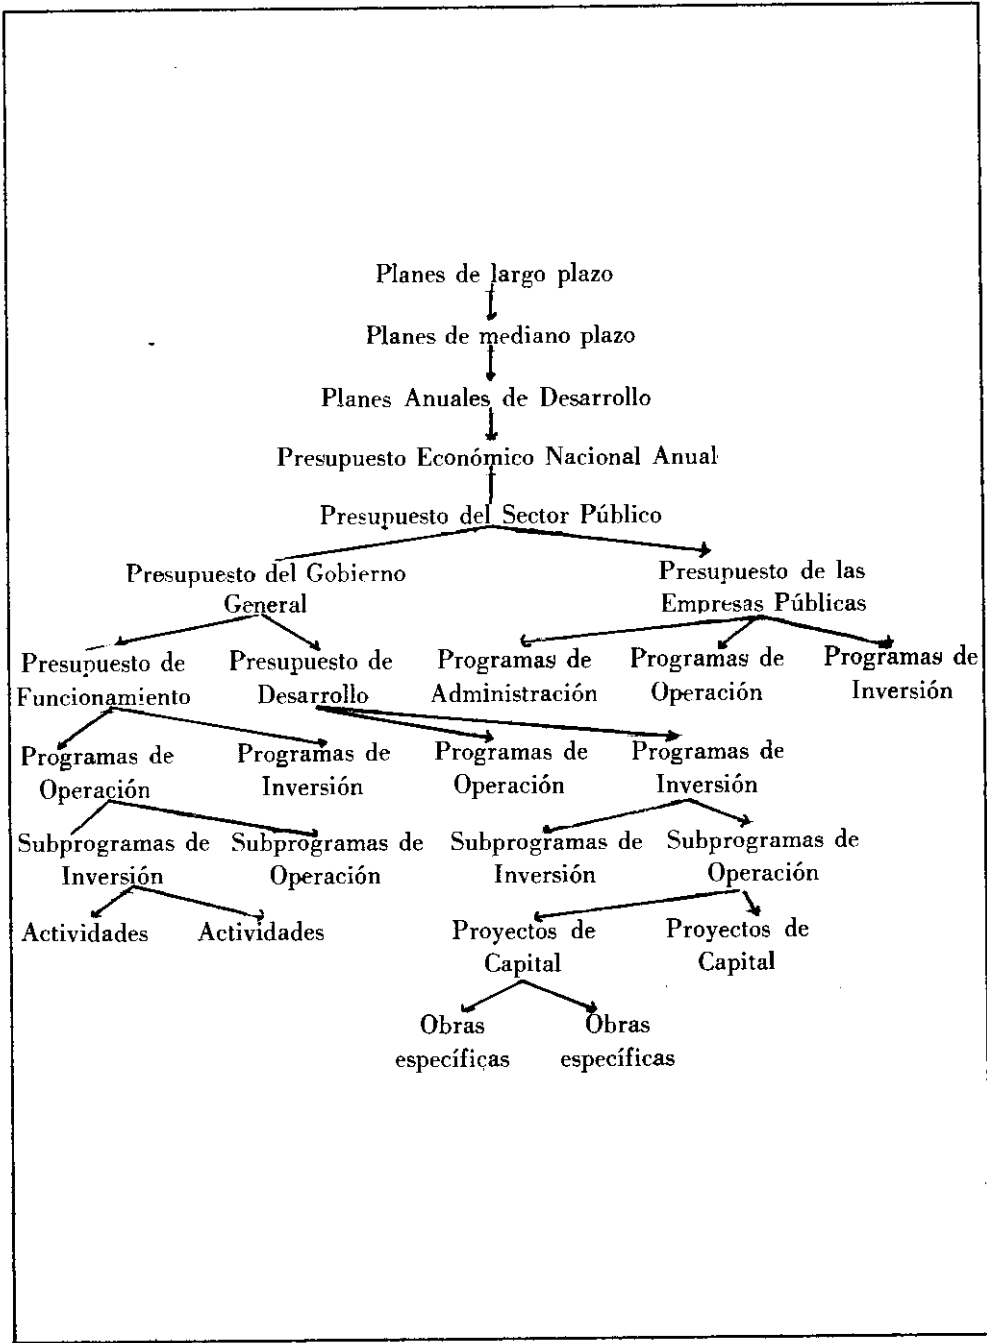 Planes de largo plazo
Planes de mediano plazo
Planes Anuales de Desarrollo
Presupuesto Económico Nacional Anual
Presupuesto del Sector Público
Presupuesto del Gobierno
General
Presupuesto de las
Empresas Públicas
Presupuesto de
Funcionamiento
Presupuesto de
Desarrollo
Programas de
Administración
Programas de
Operación
Programas de
Inversión
Programas de
Operación
Programas de
Inversión
Programas de
Operación
Programas de
Inversión
Subprogramas de
Inversión
Subprogramas de
Operación
Subprogramas de
Inversión
Subprogramas de
Operación
Actividades
Actividades
Proyectos de
Capital
Proyectos de
Capital
Obras
específicas
Obras
específicas